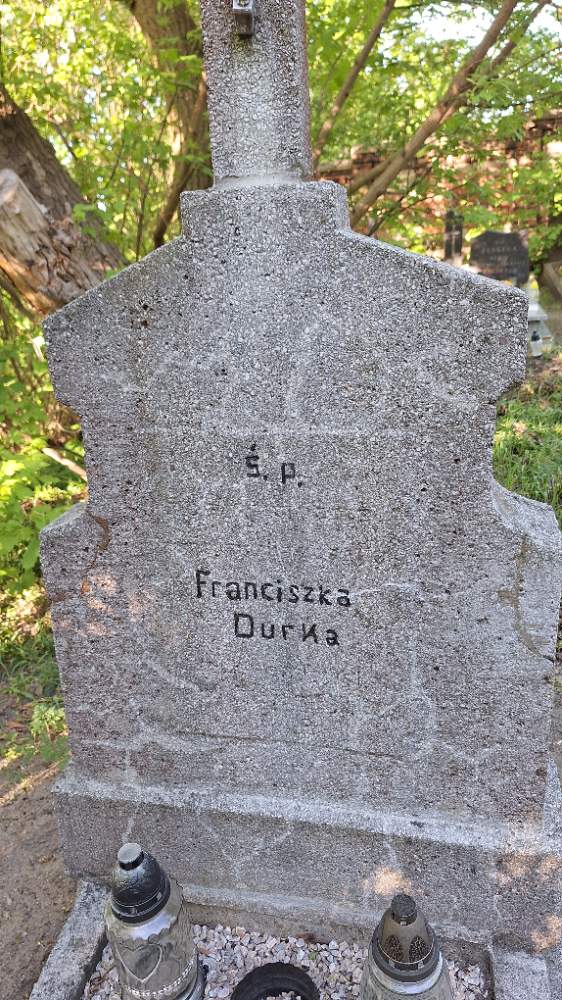 Ś. p.
Franciszka
Durka